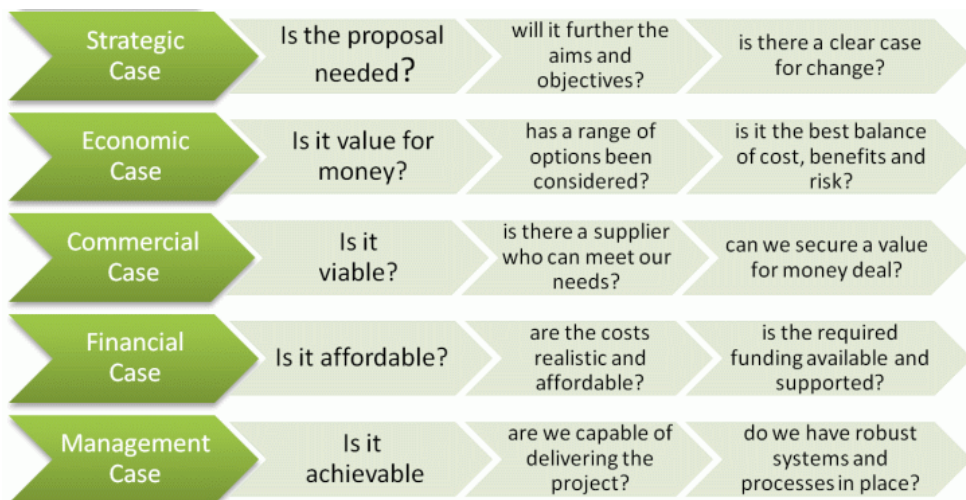 Strategic
Case
Is the proposal
needed?
will it further the
aims and
objectives?
is there a clear case
for change?
Economic
Case
Is it value for
money?
has a range of
options been
considered?
is it the best balance
of cost, benefits and
risk?
Commercial
Case
Is it
viable?
is there a supplier
who can meet our
needs?
can we secure a value
for money deal?
Financial
Case
Is it affordable?
are the costs
realistic and
affordable?
is the required
funding available and
supported?
Management
Case
Is it
achievable
are we capable of
delivering the
project?
do we have robust
systems and
processes in place?